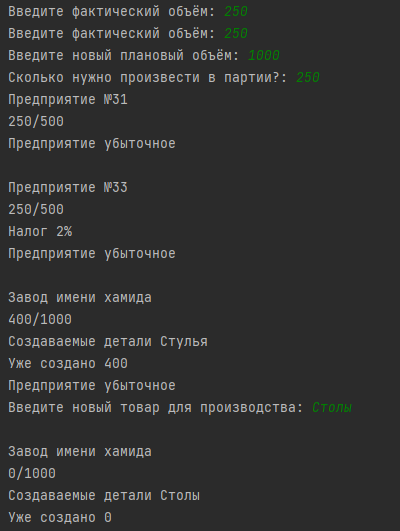 Введите фактический объём: 250
Введите фактический объём: 250
Введите новый плановый объём: 1000
Сколько нужно произвести в партии?: 250
Предприятие №31
250/500
Предприятие убыточное
Предприятие №33
250/500
Налог 2%
Предприятие убыточное
Завод имени хамида
400/1000
Создаваемые детали Стулья
Уже создано 400
Предприятие убыточное
Введите новый товар для производства: Столы
Завод имени хамида
0/1000
Создаваемые детали Столы
Уже создано 0